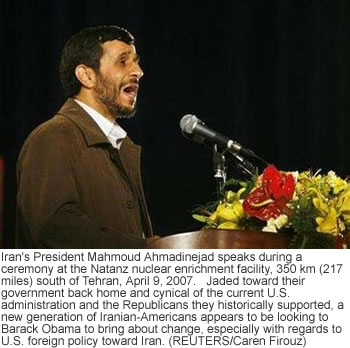 Iran's President Mahmoud Ahmadinejad speaks during a
ceremony at the Natanz nuclear enrichment facility, 350 km (217
miles) south of Tehran, April 9, 2007.   Jaded toward their
government back home and cynical of the current U.S.
administration and the Republicans they historically supported, a
new generation of Iranian-Americans appears to be looking to
Barack Obama to bring about change, especially with regards to
U.S. foreign policy toward Iran. (REUTERS/Caren Firouz)